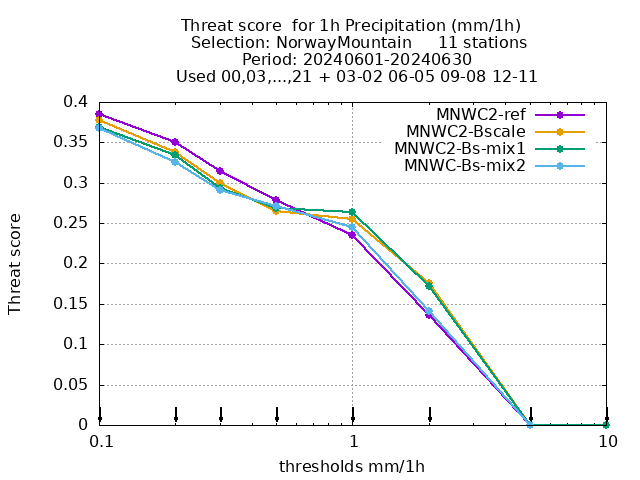 Threat score  for 1h Precipitation (mm/1h)
Selection: NorwayMountain     11 stations
Period: 20240601-20240630
Used 00,03,...,21 + 03-02 06-05 09-08 12-11
MNWC2-ref
MNWC2-Bscale
MNWC2-Bs-mix1
MNWC-Bs-mix2
Threat score
0.4
0.35
0.3
0.25
0.2
0.15
0.1
0.05
0
0.1 1 10
thresholds mm/1h